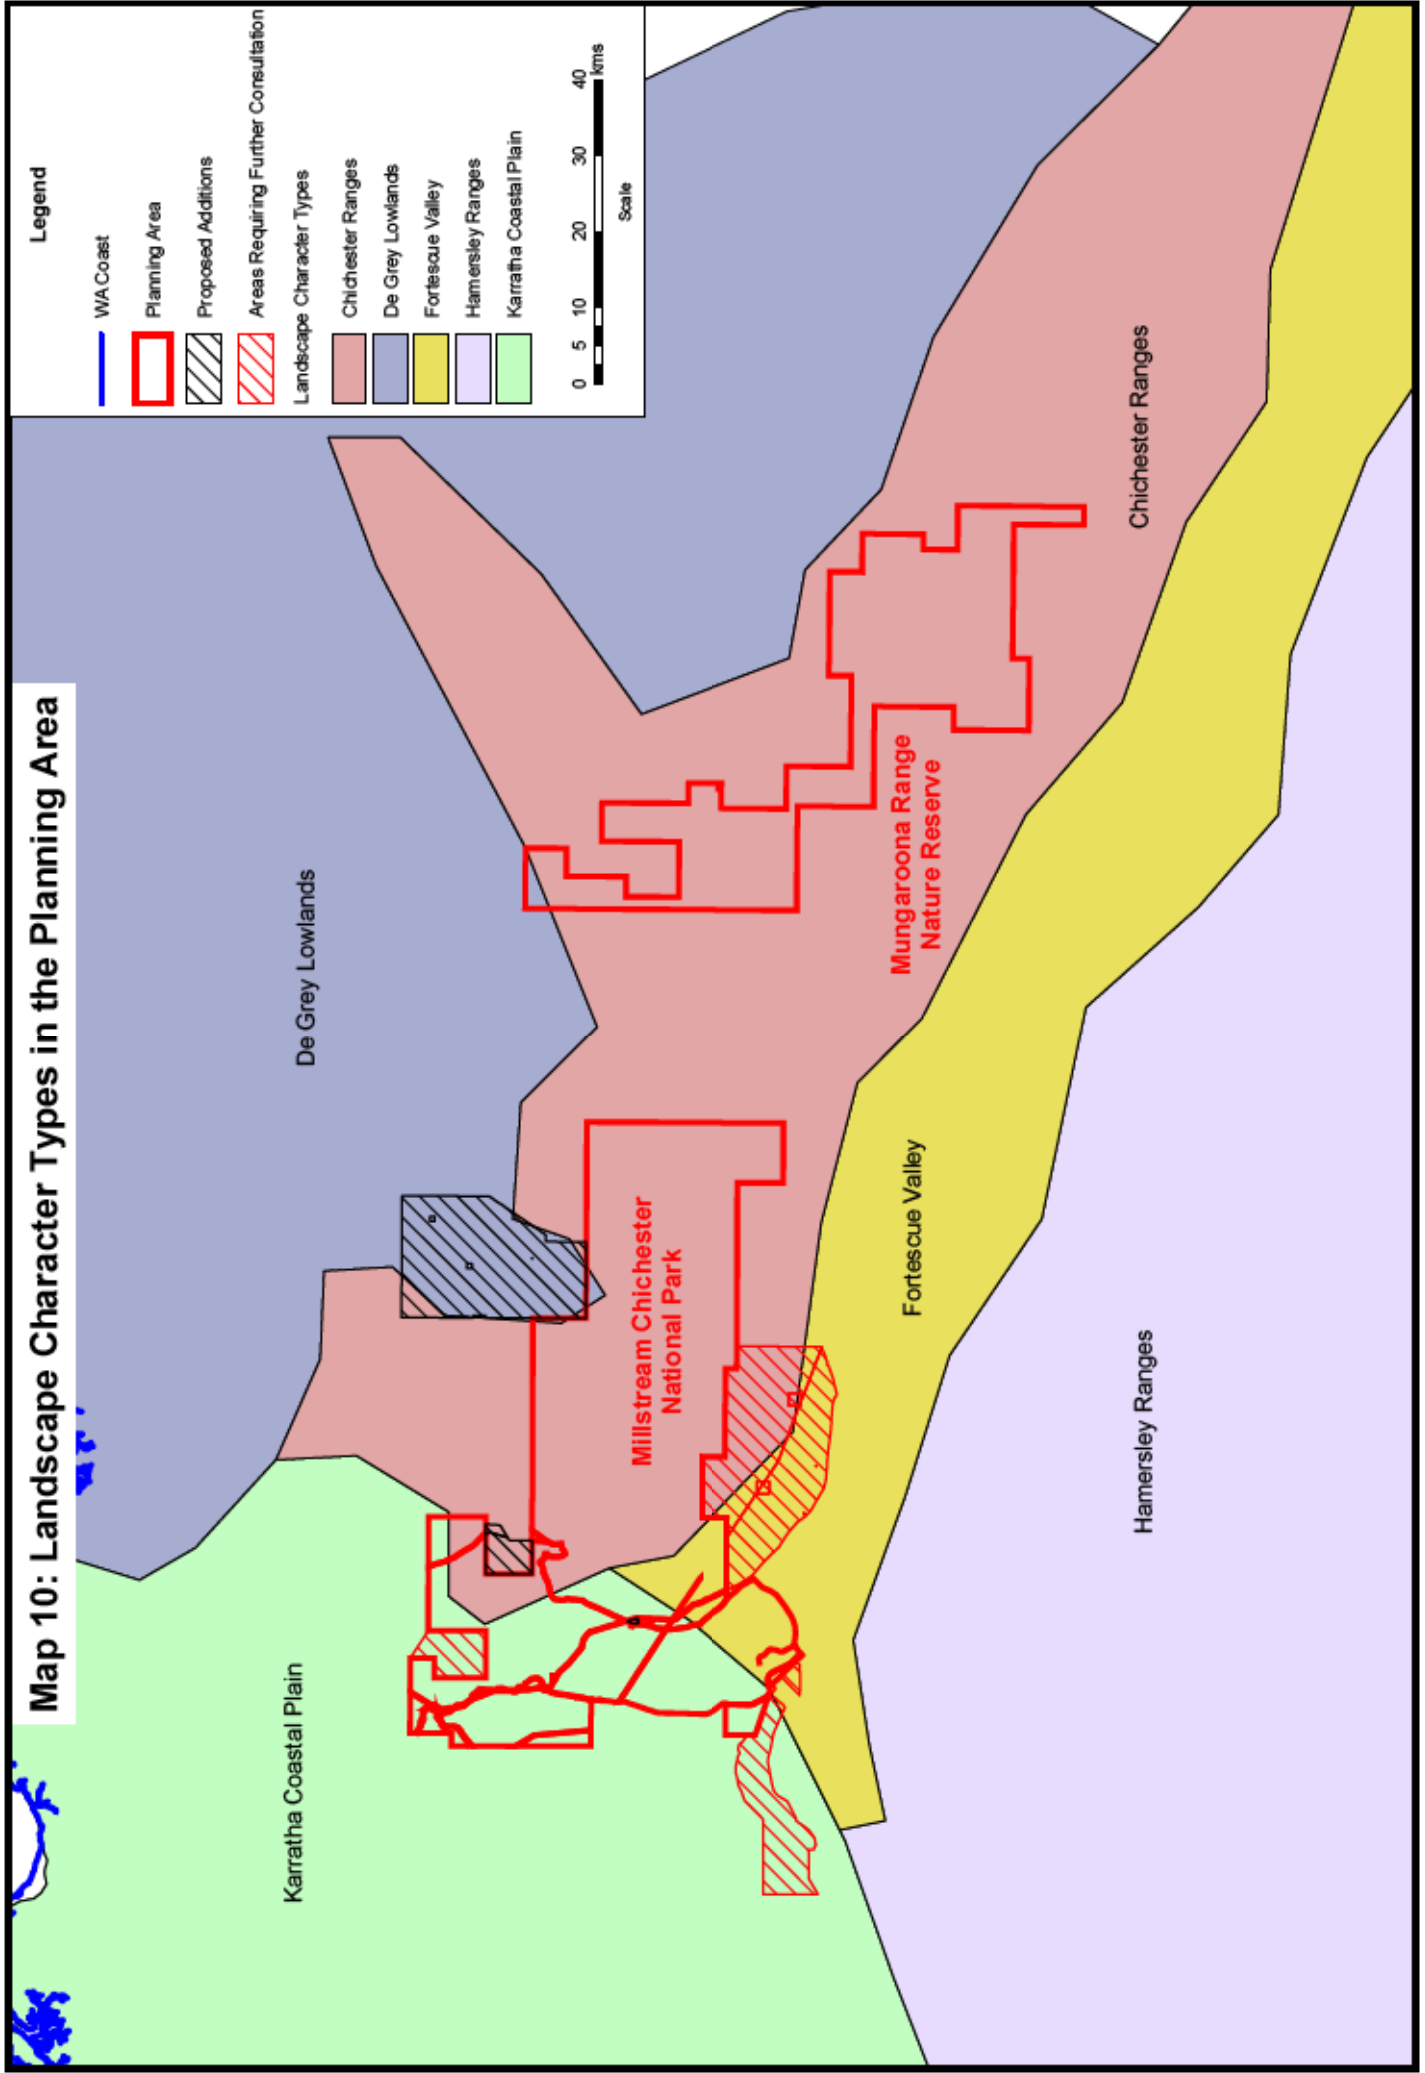 Map 10: Landscape Character Types in the Planning Area
Legend
WA Coast
Planning Area
Proposed Additions
Areas Requiring Further Consultation
Landscape Character Types
Chichester Ranges
De Grey Lowlands
Fortescue Valley
Hamersley Ranges
Karratha Coastal Plain
0 5 10 20 30 40
kms
Scale
De Grey Lowlands
Karratha Coastal Plain
Millstream Chichester
National Park
Mungaroona Range
Nature Reserve
Chichester Ranges
Fortescue Valley
Hamersley Ranges